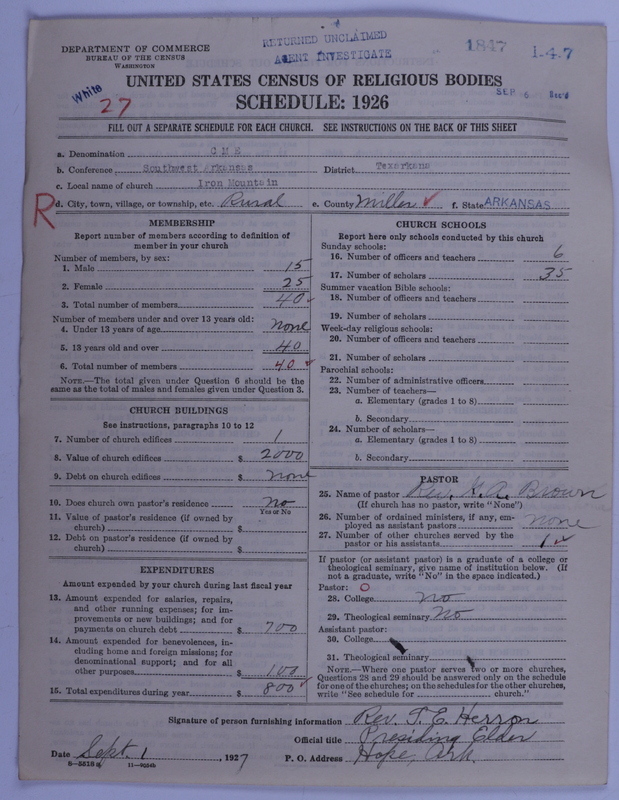 DEPARTMENT OF COMMERCE
BUREAU OF THE CENSUS
WASHINGTON
RETURNED UNCLAIMED
AGENT INVESTIGATE
1847
1-4-7
White
27
SEP
UNITED STATES CENSUS OF RELIGIOUS BODIES
SCHEDULE: 1926
FILL OUT A SEPARATE SCHEDULE FOR EACH CHURCH. SEE INSTRUCTIONS ON THE BACK OF THIS SHEET
a. Denomination C M E
b. Conference Southwest Arkansas District Texarkana
c. Local name of church Iron Mountain
R
d. City, town, village, or township, etc. Rural e. County Miller ✓ f. State ARKANSAS
MEMBERSHIP
Report number of members according to definition of
member in your church
Number of members, by sex:
1. Male 15
2. Female 25
3. Total number of members 40
Number of members under and over 13 years old:
4. Under 13 years of age none
5. 13 years old and over 40
6. Total number of members 40 ✓
NOTE.—The total given under Question 6 should be the
same as the total of males and females given under Question 3.
CHURCH BUILDINGS
See instructions, paragraphs 10 to 12
7. Number of church edifices 1
8. Value of church edifices $ 2000
9. Debt on church edifices $ none
10. Does church own pastor's residence no
Yes or No
11. Value of pastor's residence (if owned by
church) $
12. Debt on pastor's residence (if owned by
church) $
EXPENDITURES
Amount expended by your church during last fiscal year
13. Amount expended for salaries, repairs,
and other running expenses; for im-
provements or new buildings; and for
payments on church debt $ 700
14. Amount expended for benevolences, in-
cluding home and foreign missions; for
denominational support; and for all
other purposes $ 100
15. Total expenditures during year $ 800 ✓
CHURCH SCHOOLS
Report here only schools conducted by this church
Sunday schools:
16. Number of officers and teachers 6
17. Number of scholars 35
Summer vacation Bible schools:
18. Number of officers and teachers
19. Number of scholars
Week-day religious schools:
20. Number of officers and teachers
21. Number of scholars
Parochial schools:
22. Number of administrative officers
23. Number of teachers—
a. Elementary (grades 1 to 8)
b. Secondary
24. Number of scholars—
a. Elementary (grades 1 to 8)
b. Secondary
PASTOR
25. Name of pastor Rev. Brown
(If church has no pastor, write "None")
26. Number of ordained ministers, if any, em-
ployed as assistant pastors none
27. Number of other churches served by the
pastor or his assistants 1 ✓
If pastor (or assistant pastor) is a graduate of a college or
theological seminary, give name of institution below. (If
not a graduate, write "No" in the space indicated.)
Pastor: O
28. College No
29. Theological seminary No
Assistant pastor:
30. College
31. Theological seminary
NOTE.—Where one pastor serves two or more churches,
Questions 28 and 29 should be answered only on the schedule
for one of the churches; on the schedules for the other churches,
write "See schedule for church."
Signature of person furnishing information Rev. T. E. Herron
Official title Presiding Elder
Date Sept. 1, 1927 P. O. Address Hope, Ark.